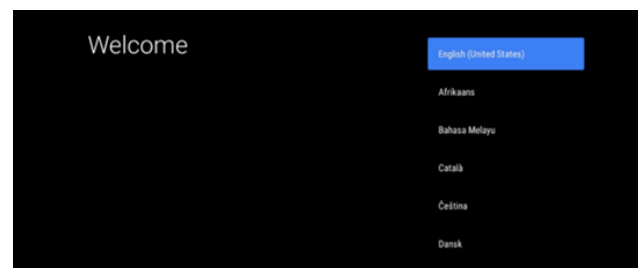 Welcome
English (United States)
Afrikaans
Bahasa Melayu
Català
Čeština
Dansk